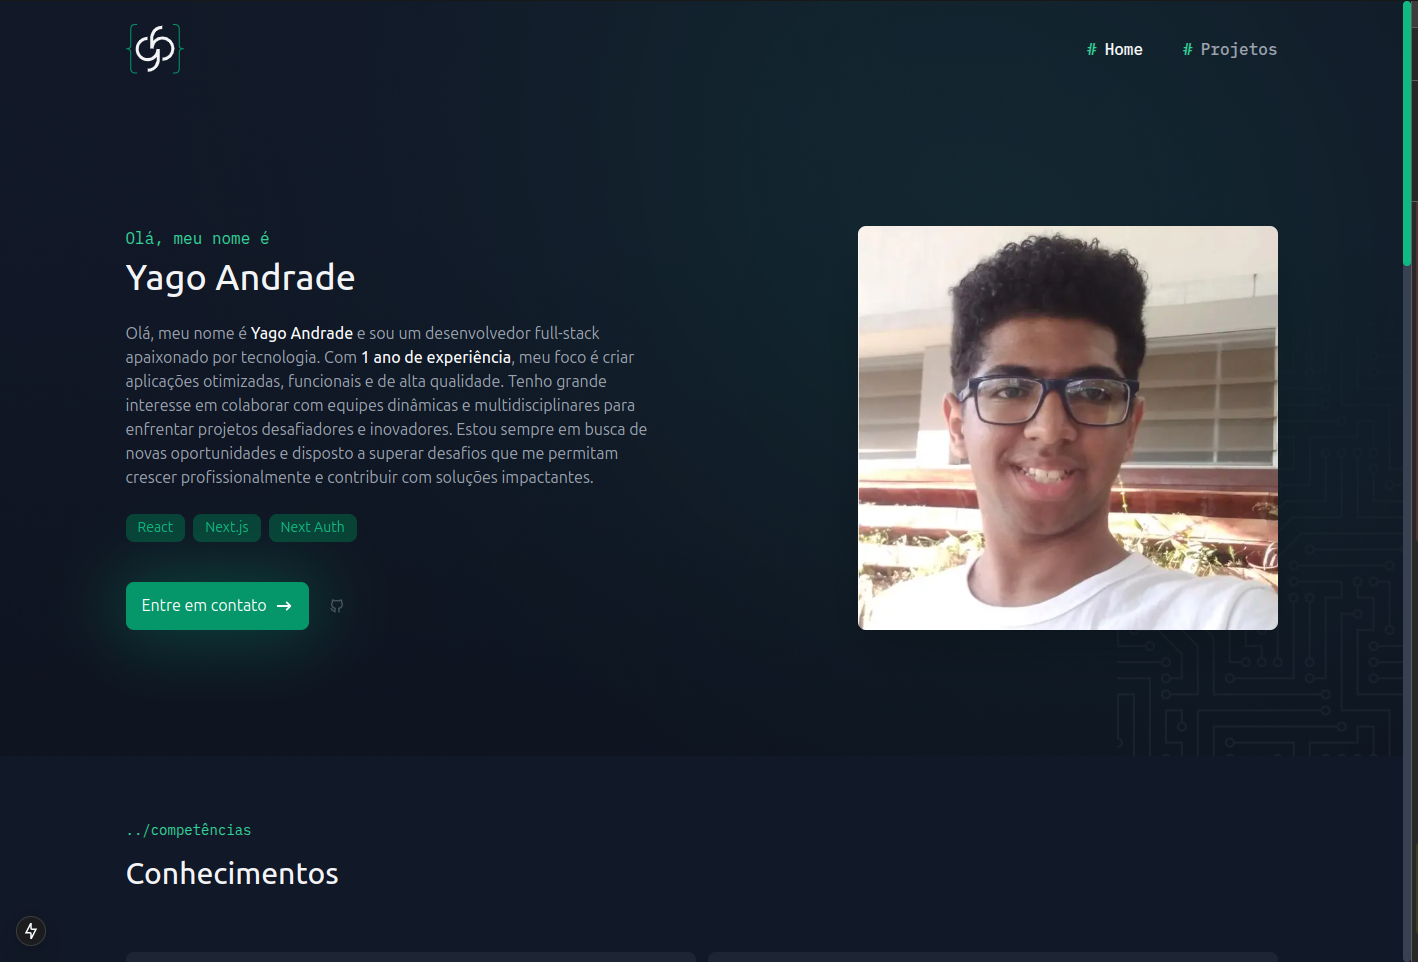 # Home # Projetos
Olá, meu nome é
Yago Andrade
Olá, meu nome é Yago Andrade e sou um desenvolvedor full-stack
apaixonado por tecnologia. Com 1 ano de experiência, meu foco é criar
aplicações otimizadas, funcionais e de alta qualidade. Tenho grande
interesse em colaborar com equipes dinâmicas e multidisciplinares para
enfrentar projetos desafiadores e inovadores. Estou sempre em busca de
novas oportunidades e disposto a superar desafios que me permitam
crescer profissionalmente e contribuir com soluções impactantes.
React Next.js Next Auth
Entre em contato →
../competências
Conhecimentos